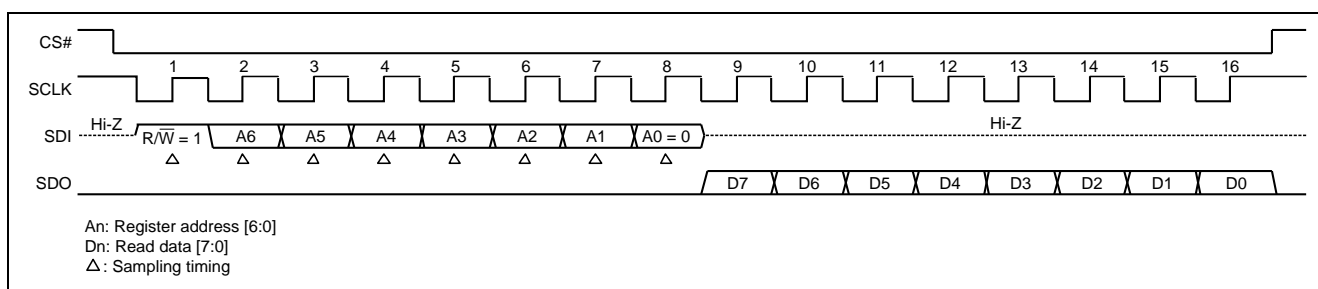 CS#
1 2 3 4 5 6 7 8 9 10 11 12 13 14 15 16
SCLK
Hi-Z Hi-Z
SDI R/W̅ = 1 A6 A5 A4 A3 A2 A1 A0 = 0
SDO D7 D6 D5 D4 D3 D2 D1 D0
An: Register address [6:0]
Dn: Read data [7:0]
△: Sampling timing